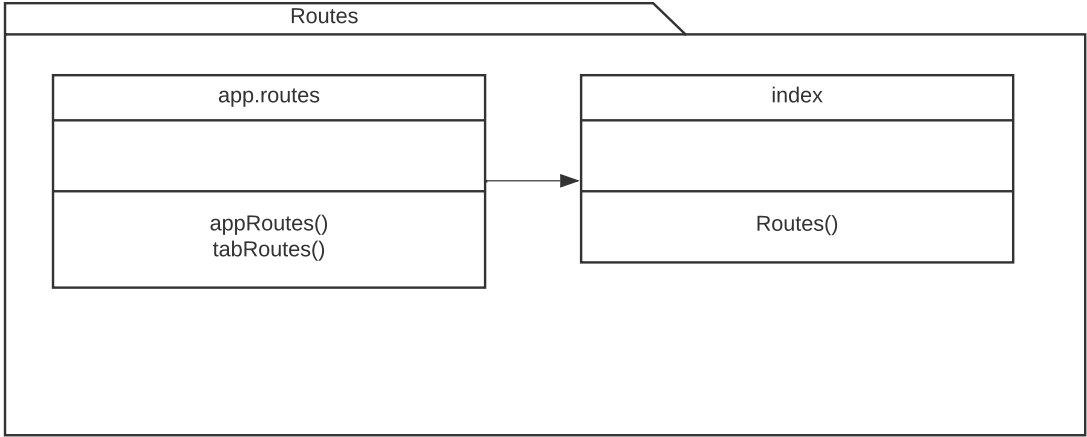 Routes
app.routes
appRoutes()
tabRoutes()
index
Routes()